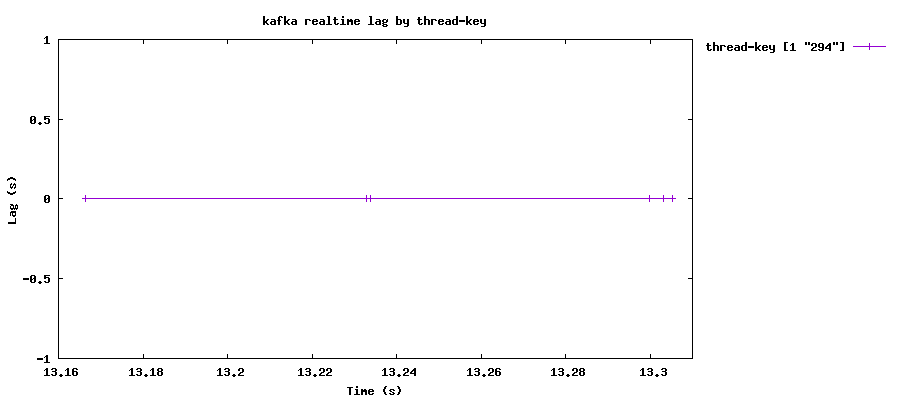 kafka realtime lag by thread-key
thread-key [1 "294"]
1
0.5
0
-0.5
-1
Lag (s)
13.16 13.18 13.2 13.22 13.24 13.26 13.28 13.3
Time (s)